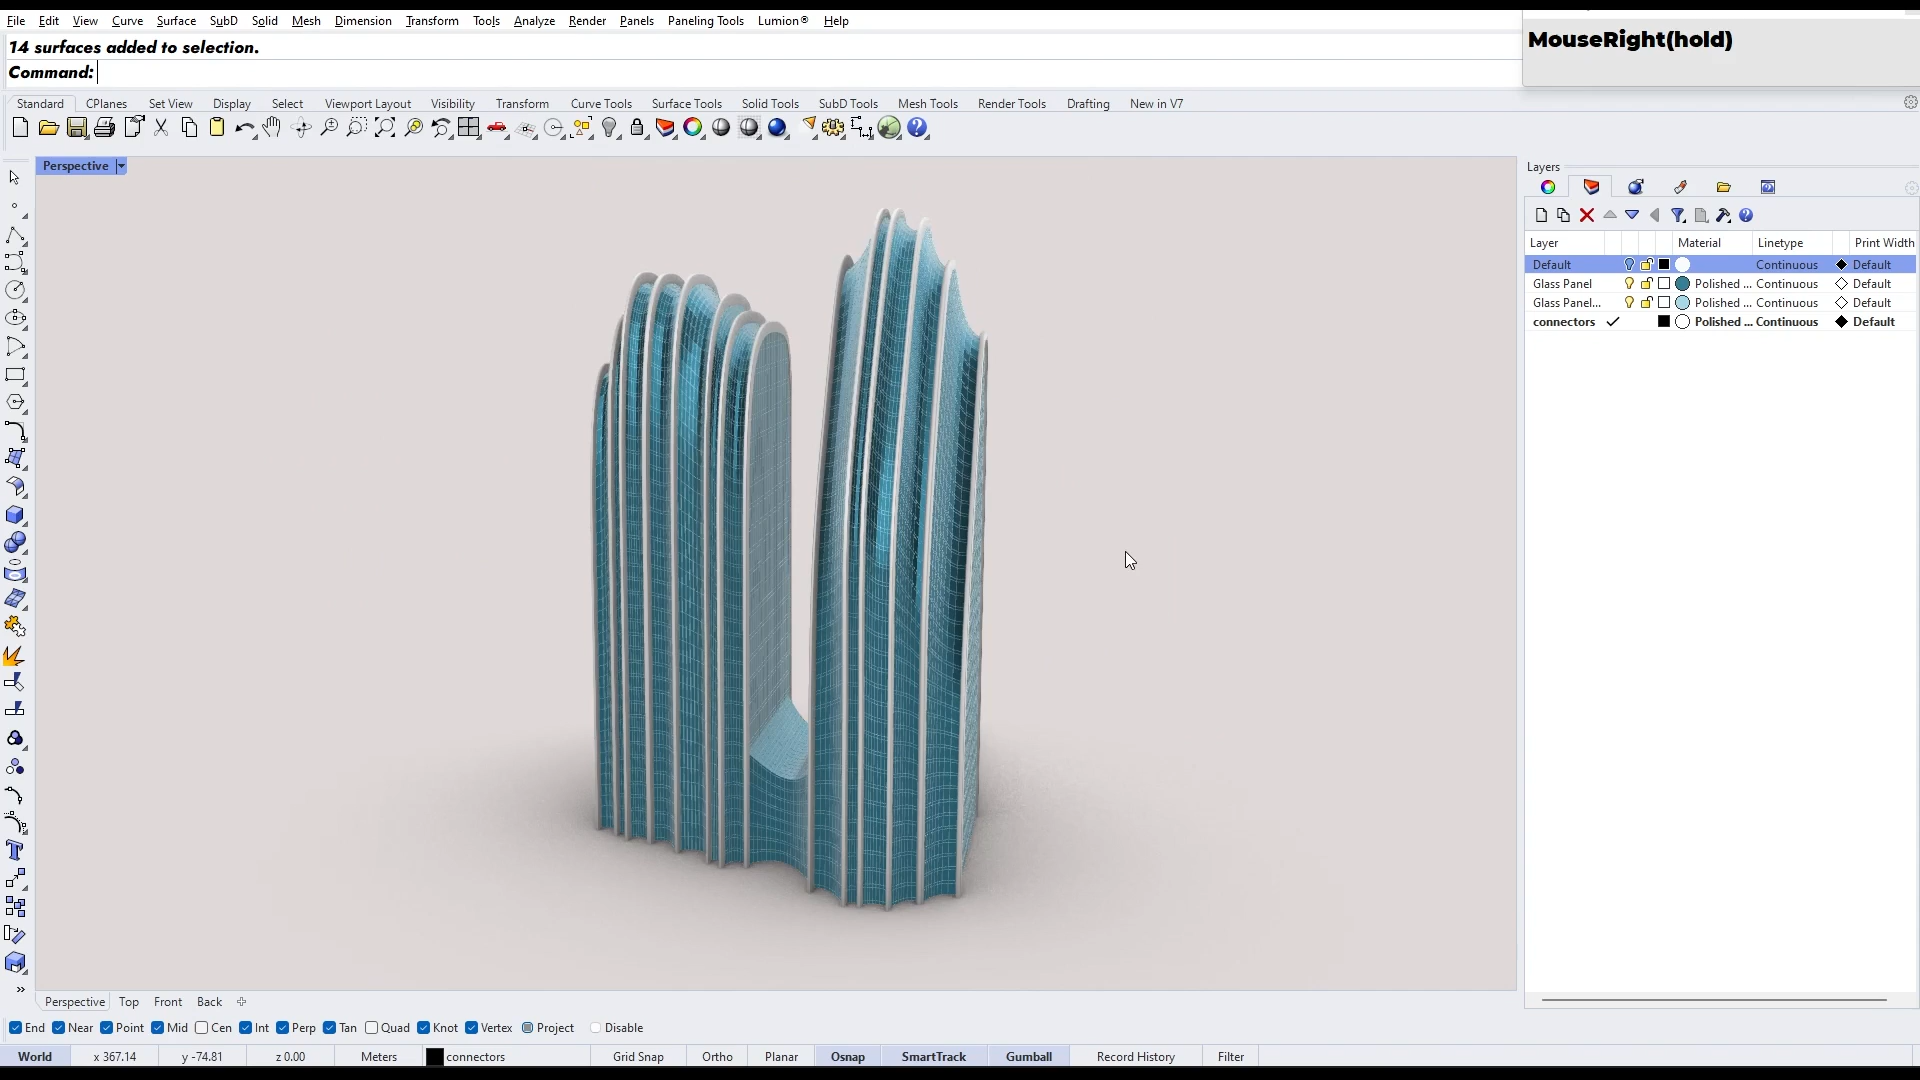 File Edit View Curve Surface SubD Solid Mesh Dimension Transform Tools Analyze Render Panels Paneling Tools Lumion® Help
MouseRight(hold)
14 surfaces added to selection.
Command:
Standard CPlanes Set View Display Select Viewport Layout Visibility Transform Curve Tools Surface Tools Solid Tools SubD Tools Mesh Tools Render Tools Drafting New in V7
Perspective
Layers
Layer Material Linetype Print Width
Default Continuous Default
Glass Panel Polished ... Continuous Default
Glass Panel... Polished ... Continuous Default
connectors Polished ... Continuous Default
Perspective Top Front Back
End Near Point Mid Cen Int Perp Tan Quad Knot Vertex Project Disable
World x 367.14 y -74.81 z 0.00 Meters connectors Grid Snap Ortho Planar Osnap SmartTrack Gumball Record History Filter